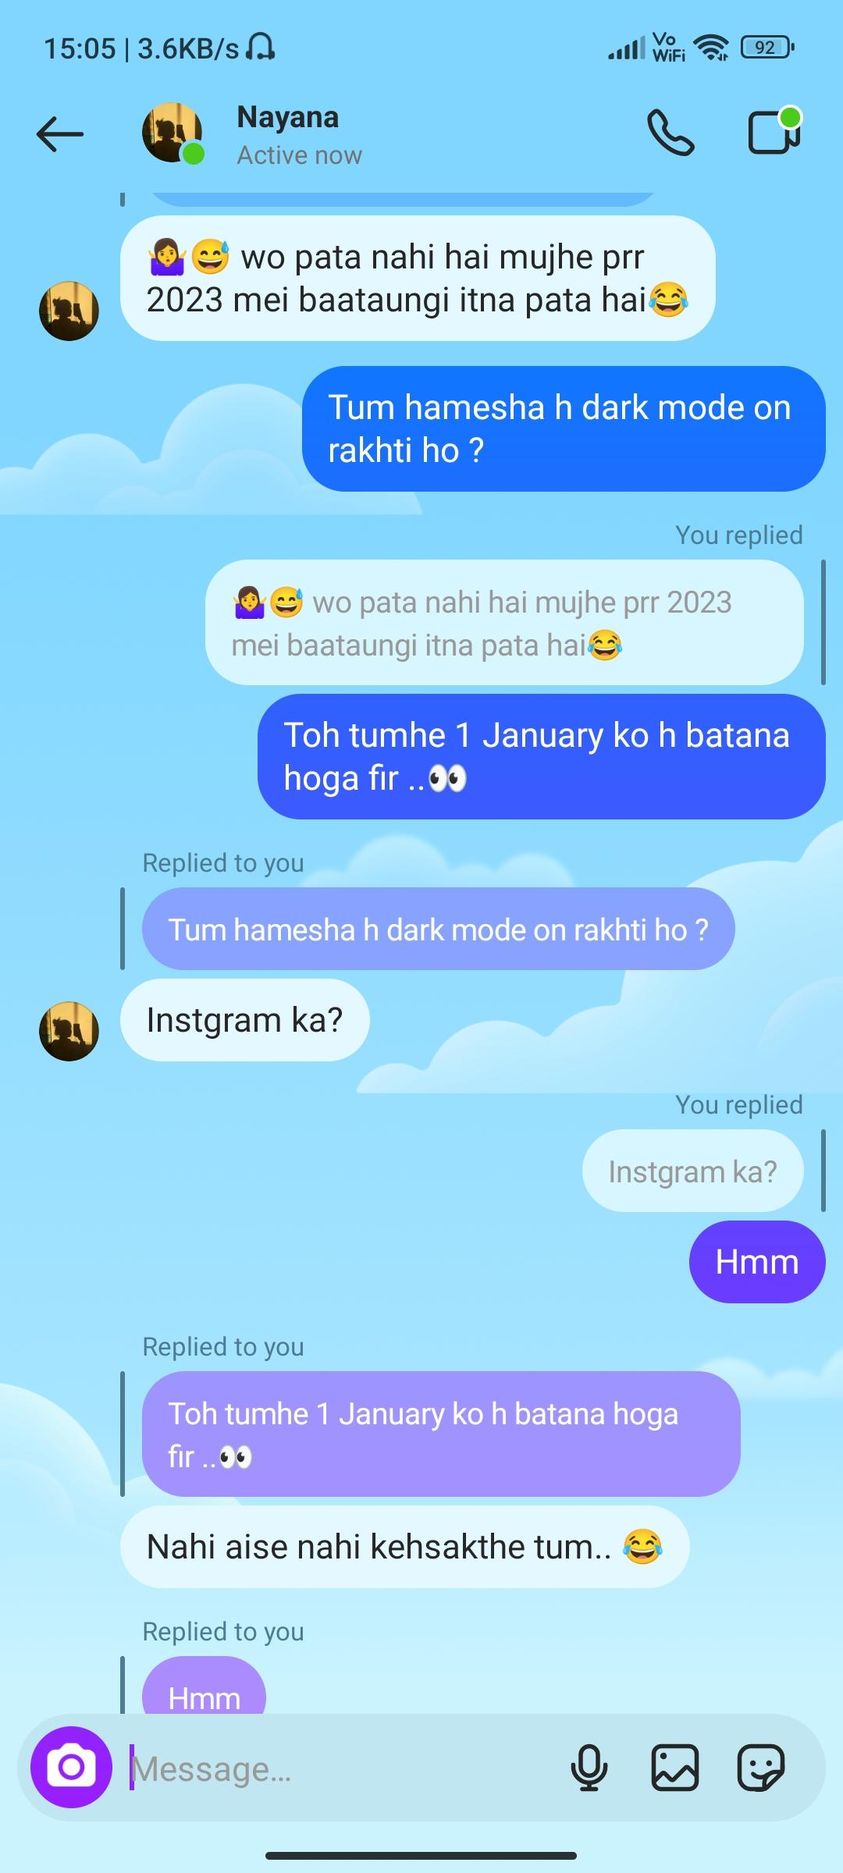 15:05 | 3.6KB/s
Vo
WiFi
92
Nayana
Active now
🤷‍♀️😅 wo pata nahi hai mujhe prr
2023 mei baataungi itna pata hai😂
Tum hamesha h dark mode on
rakhti ho ?
You replied
🤷‍♀️😅 wo pata nahi hai mujhe prr 2023
mei baataungi itna pata hai😂
Toh tumhe 1 January ko h batana
hoga fir ..👀
Replied to you
Tum hamesha h dark mode on rakhti ho ?
Instgram ka?
You replied
Instgram ka?
Hmm
Replied to you
Toh tumhe 1 January ko h batana hoga
fir ..👀
Nahi aise nahi kehsakthe tum.. 😂
Replied to you
Hmm
Message...